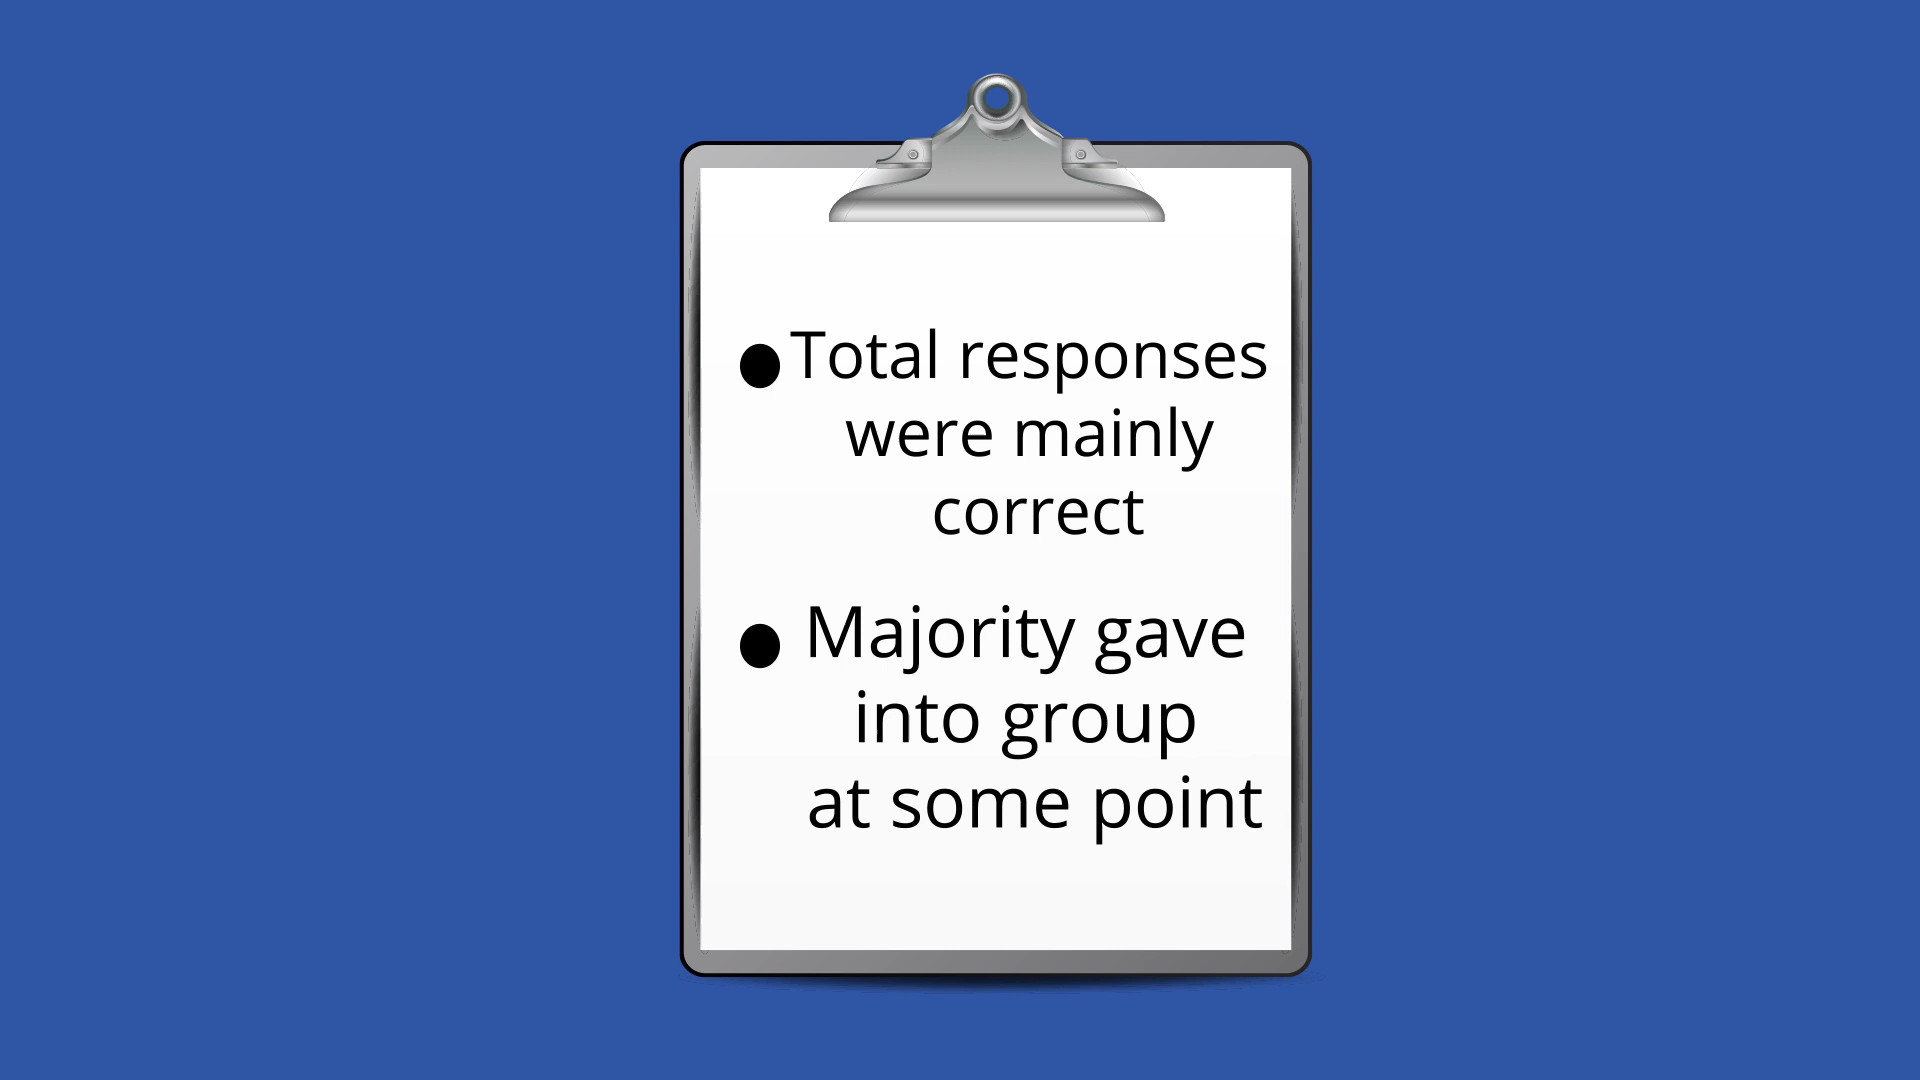 ● Total responses
were mainly
correct
● Majority gave
into group
at some point